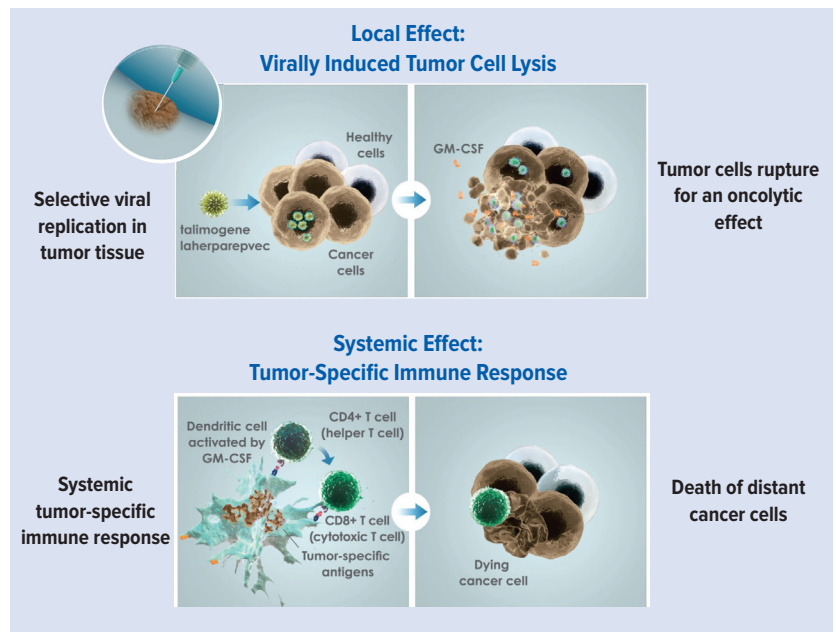 Local Effect:
Virally Induced Tumor Cell Lysis
Selective viral
replication in
tumor tissue
talimogene
laherparepvec
Healthy
cells
Cancer
cells
GM-CSF
Tumor cells rupture
for an oncolytic
effect
Systemic Effect:
Tumor-Specific Immune Response
Systemic
tumor-specific
immune response
Dendritic cell
activated by
GM-CSF
CD4+ T cell
(helper T cell)
CD8+ T cell
(cytotoxic T cell)
Tumor-specific
antigens
Dying
cancer cell
Death of distant
cancer cells